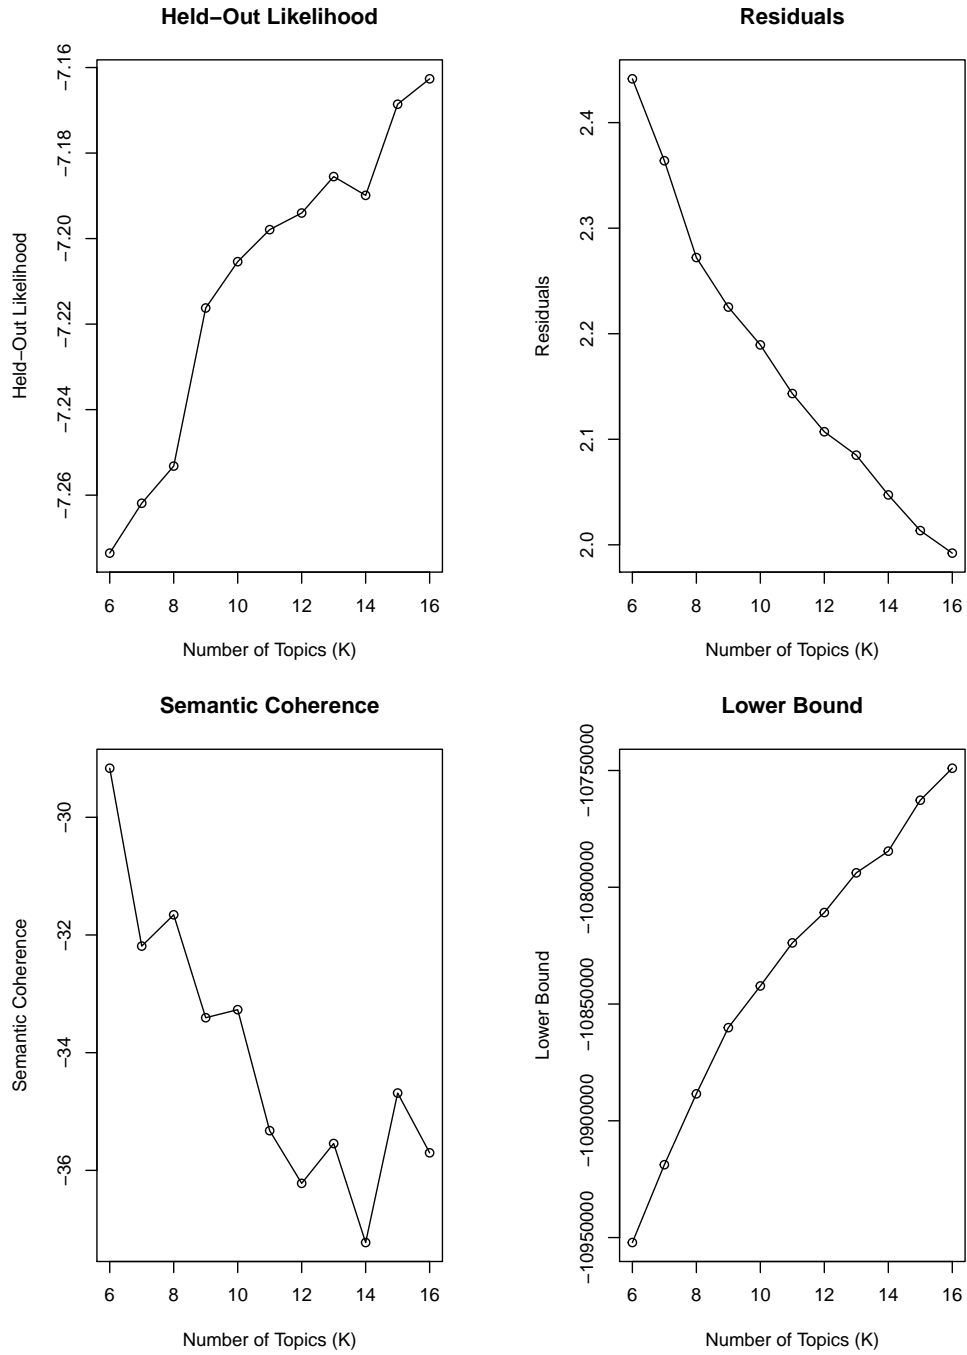 Held−Out Likelihood
−7.16
−7.18
−7.20
−7.22
−7.24
−7.26
Held−Out Likelihood
6 8 10 12 14 16
Number of Topics (K)
Residuals
2.4
2.3
2.2
2.1
2.0
Residuals
6 8 10 12 14 16
Number of Topics (K)
Semantic Coherence
−30
−32
−34
−36
Semantic Coherence
6 8 10 12 14 16
Number of Topics (K)
Lower Bound
−10750000
−10800000
−10850000
−10900000
−10950000
Lower Bound
6 8 10 12 14 16
Number of Topics (K)